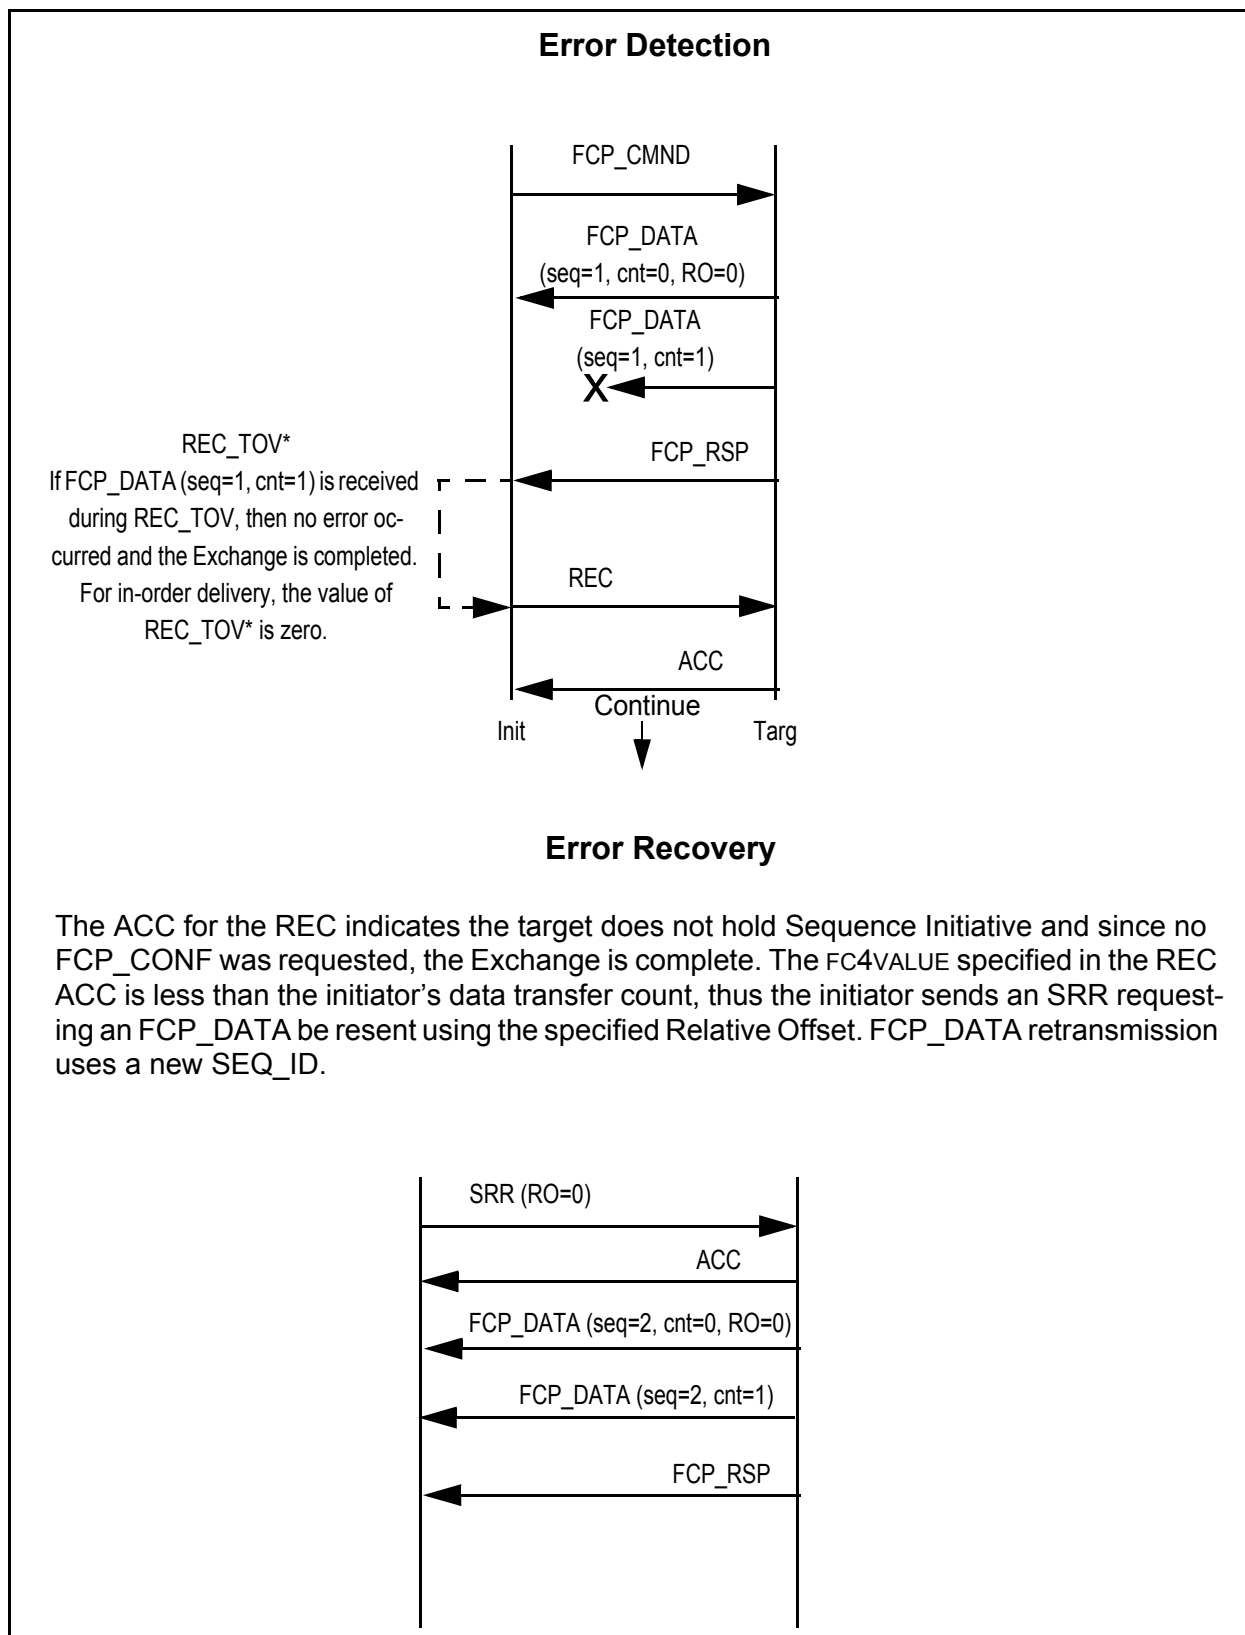 Error Detection
FCP_CMND
FCP_DATA
(seq=1, cnt=0, RO=0)
FCP_DATA
(seq=1, cnt=1)
X
FCP_RSP
REC_TOV*
If FCP_DATA (seq=1, cnt=1) is received
during REC_TOV, then no error oc-
curred and the Exchange is completed.
For in-order delivery, the value of
REC_TOV* is zero.
REC
ACC
Continue
Init
Targ
Error Recovery
The ACC for the REC indicates the target does not hold Sequence Initiative and since no
FCP_CONF was requested, the Exchange is complete. The FC4VALUE specified in the REC
ACC is less than the initiator's data transfer count, thus the initiator sends an SRR request-
ing an FCP_DATA be resent using the specified Relative Offset. FCP_DATA retransmission
uses a new SEQ_ID.
SRR (RO=0)
ACC
FCP_DATA (seq=2, cnt=0, RO=0)
FCP_DATA (seq=2, cnt=1)
FCP_RSP